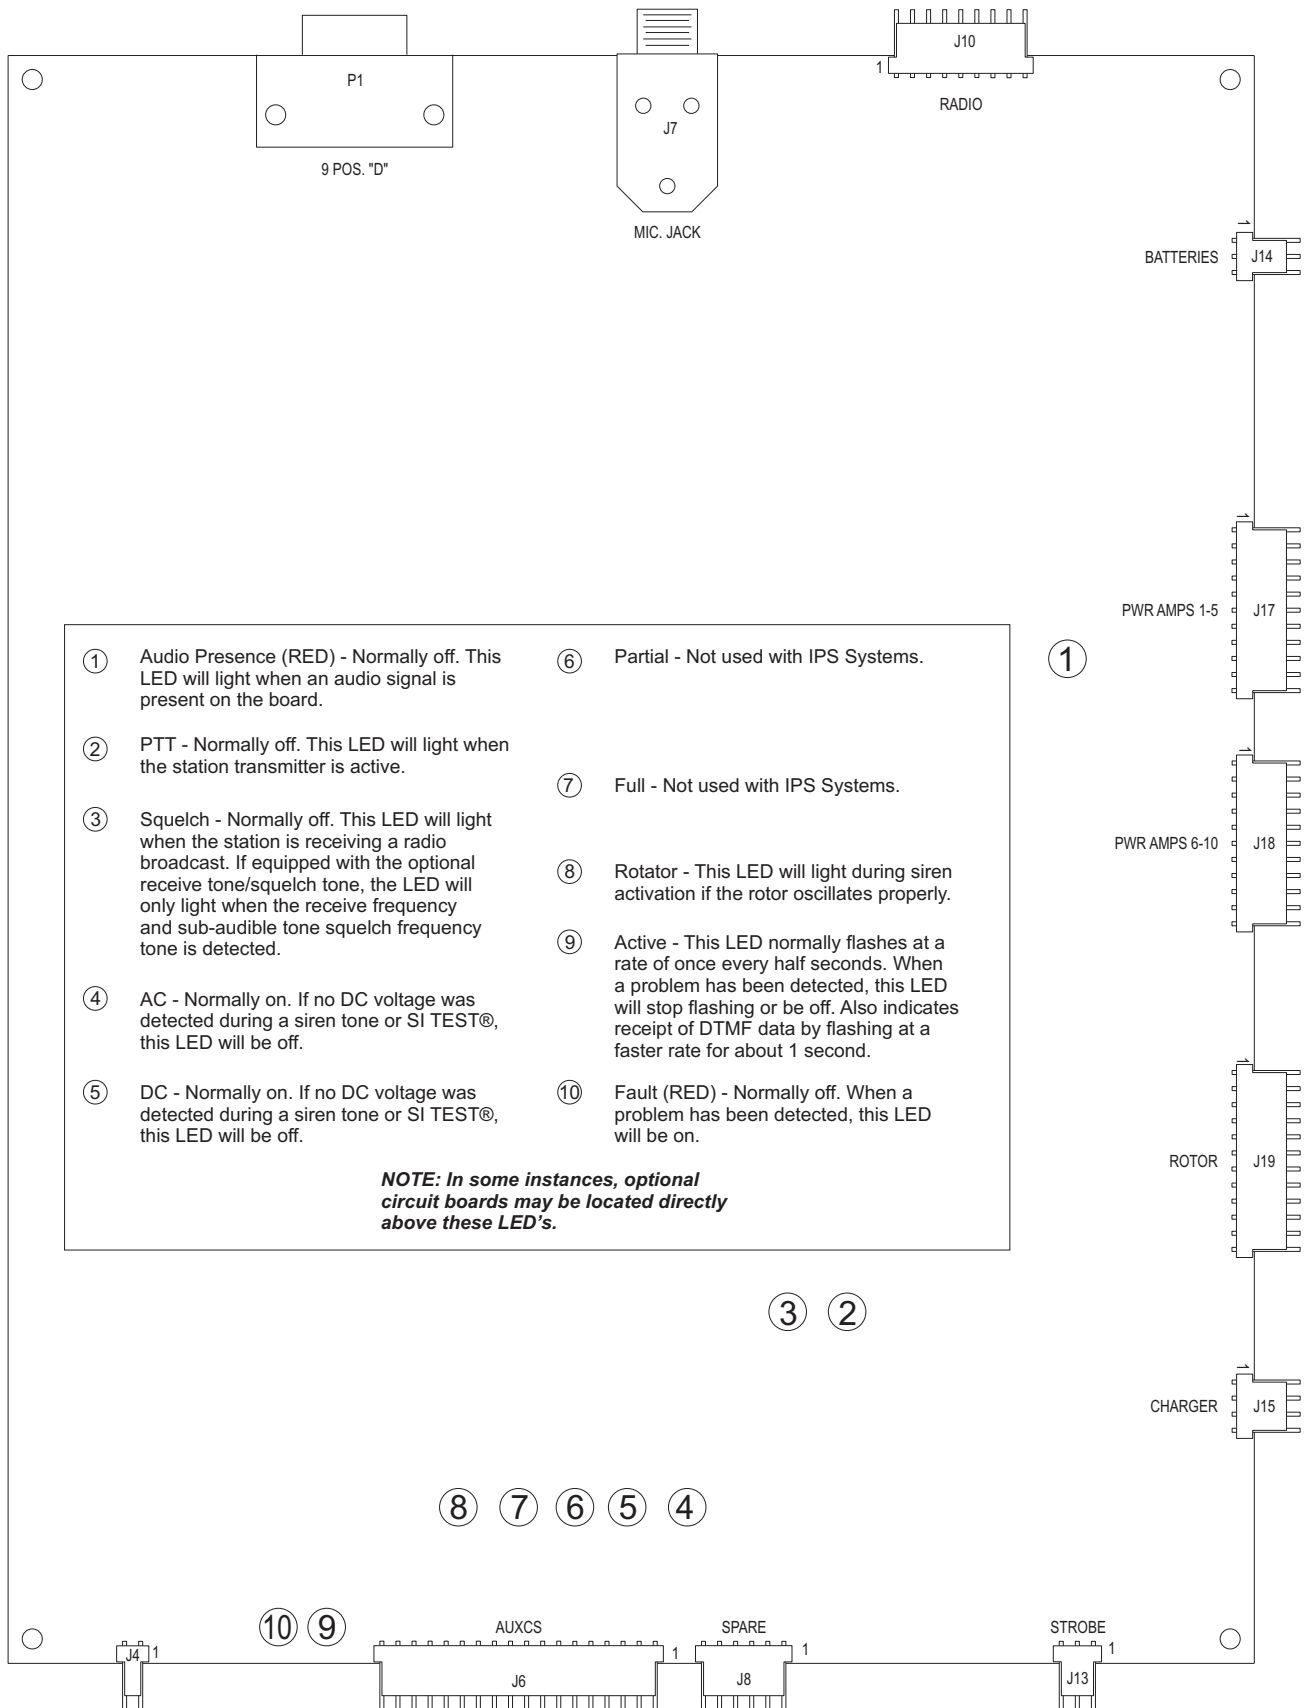 J10
1
RADIO
P1
9 POS. "D"
J7
MIC. JACK
1
BATTERIES
J14
1
PWR AMPS 1-5
J17
1
1
PWR AMPS 6-10
J18
1
ROTOR
J19
1
CHARGER
J15
1 Audio Presence (RED) - Normally off. This
LED will light when an audio signal is
present on the board.
2 PTT - Normally off. This LED will light when
the station transmitter is active.
3 Squelch - Normally off. This LED will light
when the station is receiving a radio
broadcast. If equipped with the optional
receive tone/squelch tone, the LED will
only light when the receive frequency
and sub-audible tone squelch frequency
tone is detected.
4 AC - Normally on. If no DC voltage was
detected during a siren tone or SI TEST®,
this LED will be off.
5 DC - Normally on. If no DC voltage was
detected during a siren tone or SI TEST®,
this LED will be off.
6 Partial - Not used with IPS Systems.
7 Full - Not used with IPS Systems.
8 Rotator - This LED will light during siren
activation if the rotor oscillates properly.
9 Active - This LED normally flashes at a
rate of once every half seconds. When
a problem has been detected, this LED
will stop flashing or be off. Also indicates
receipt of DTMF data by flashing at a
faster rate for about 1 second.
10 Fault (RED) - Normally off. When a
problem has been detected, this LED
will be on.
NOTE: In some instances, optional
circuit boards may be located directly
above these LED's.
3 2
8 7 6 5 4
10 9
J4
1
AUXCS
1
J6
SPARE
1
J8
STROBE
1
J13